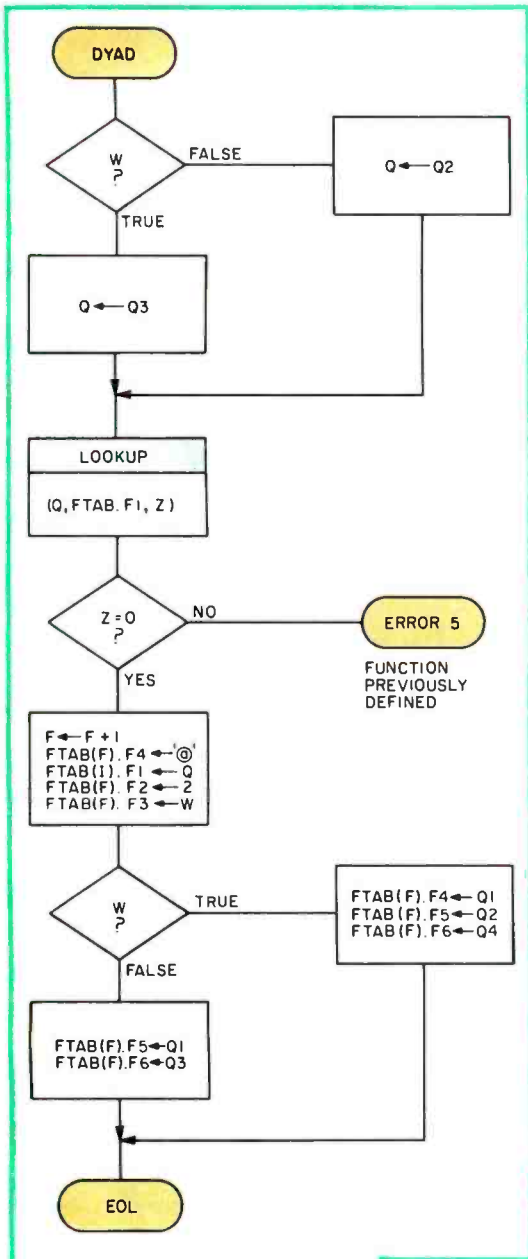 DYAD
W
?
FALSE
Q ← Q2
TRUE
Q ← Q3
LOOKUP
(Q, FTAB. F1, Z)
Z=0
?
NO
ERROR 5
FUNCTION
PREVIOUSLY
DEFINED
YES
F ← F + 1
FTAB(F). F4 ← '@'
FTAB(I). F1 ← Q
FTAB(F). F2 ← 2
FTAB(F). F3 ← W
W
?
TRUE
FTAB(F).F4 ← Q1
FTAB(F).F5 ← Q2
FTAB(F).F6 ← Q4
FALSE
FTAB(F).F5 ← Q1
FTAB(F).F6 ← Q3
EOL